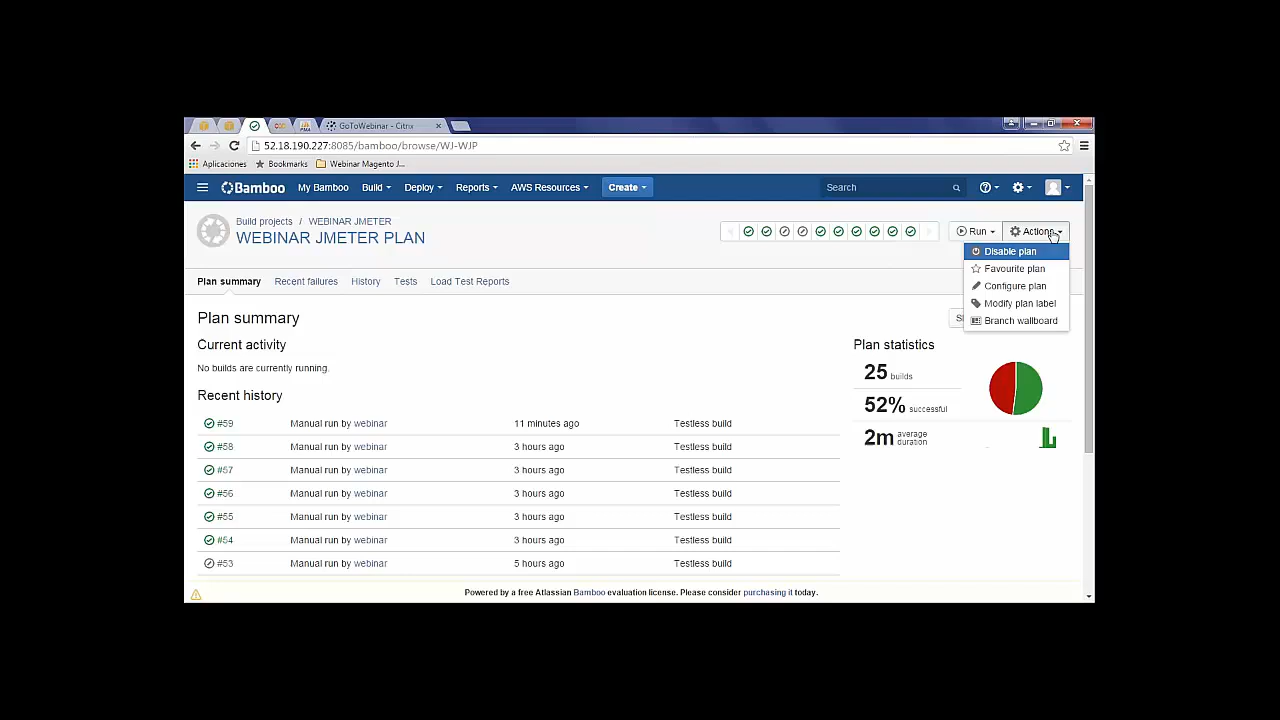 GoToWebinar - Citrix
52.18.190.227:8085/bamboo/browse/WJ-WJP
Aplicaciones Bookmarks Webinar Magento J...
Bamboo My Bamboo Build Deploy Reports AWS Resources Create Search
Build projects / WEBINAR JMETER
WEBINAR JMETER PLAN
Run Actions
Disable plan
Favourite plan
Configure plan
Modify plan label
Branch wallboard
Plan summary Recent failures History Tests Load Test Reports
Plan summary
Current activity
No builds are currently running.
Recent history
#59 Manual run by webinar 11 minutes ago Testless build
#58 Manual run by webinar 3 hours ago Testless build
#57 Manual run by webinar 3 hours ago Testless build
#56 Manual run by webinar 3 hours ago Testless build
#55 Manual run by webinar 3 hours ago Testless build
#54 Manual run by webinar 3 hours ago Testless build
#53 Manual run by webinar 5 hours ago Testless build
Plan statistics
25 builds
52% successful
2m average duration
Powered by a free Atlassian Bamboo evaluation license. Please consider purchasing it today.